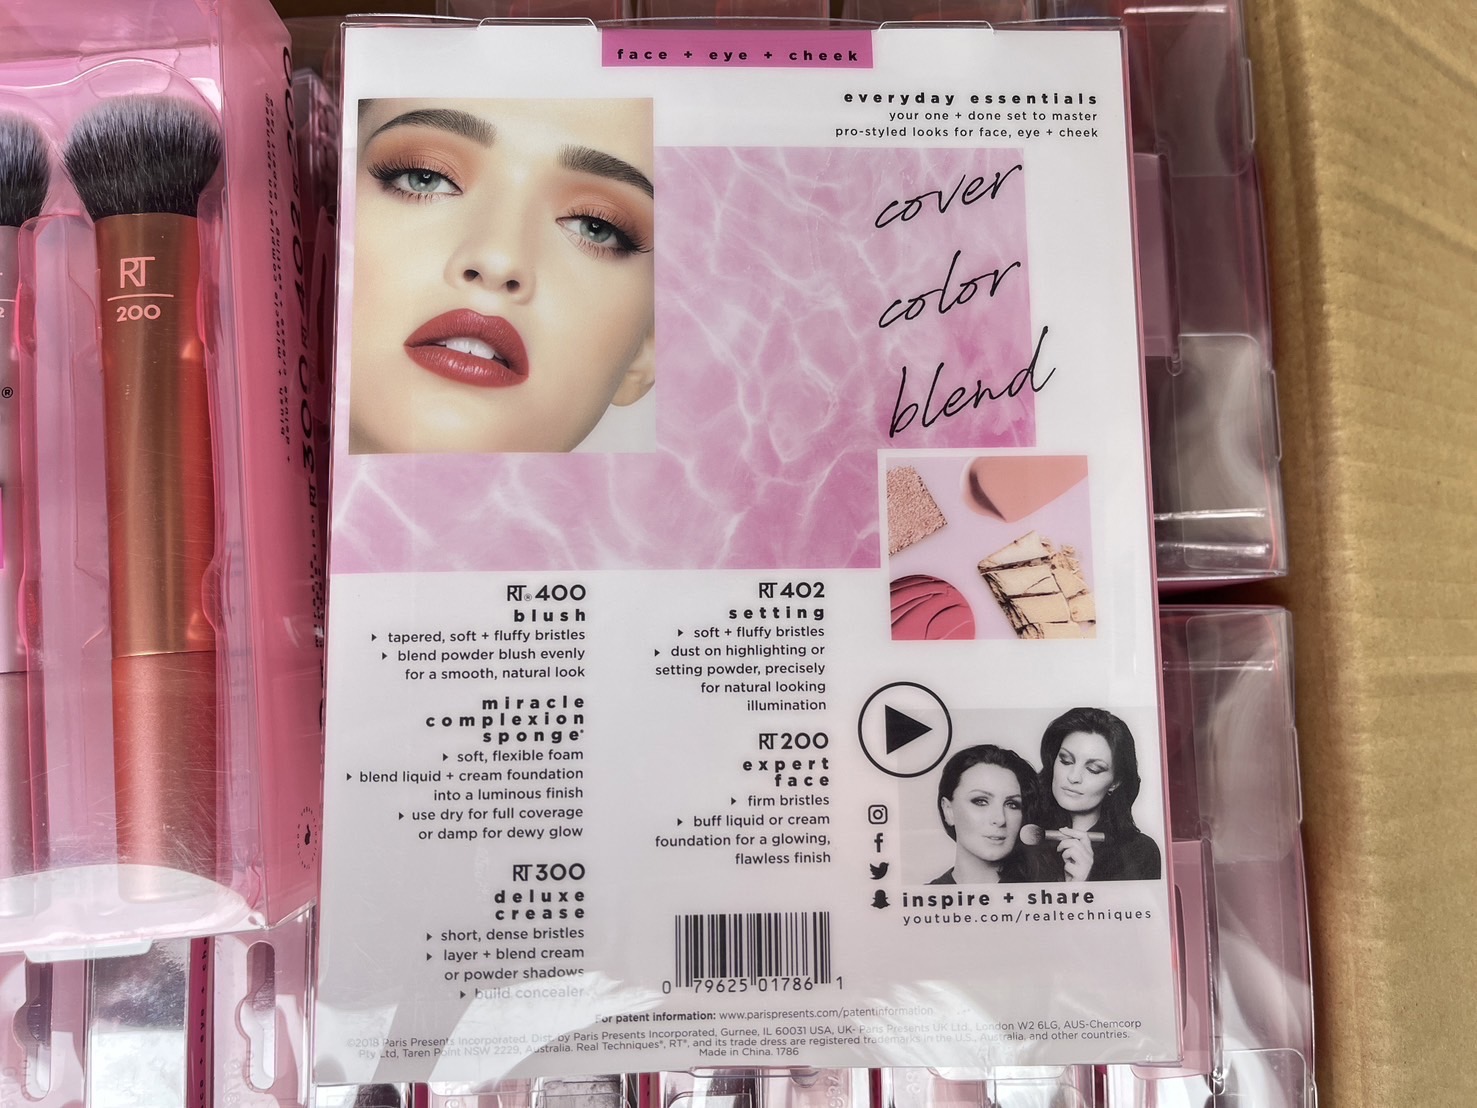 face + eye + cheek
everyday essentials
your one + done set to master
pro-styled looks for face, eye + cheek
cover
color
blend
RT® 400
blush
▸ tapered, soft + fluffy bristles
▸ blend powder blush evenly
for a smooth, natural look
miracle
complexion
sponge*
▸ soft, flexible foam
▸ blend liquid + cream foundation
into a luminous finish
▸ use dry for full coverage
or damp for dewy glow
RT 300
deluxe
crease
▸ short, dense bristles
▸ layer + blend cream
or powder shadows
▸ build concealer
RT 402
setting
▸ soft + fluffy bristles
▸ dust on highlighting or
setting powder, precisely
for natural looking
illumination
RT 200
expert
face
▸ firm bristles
▸ buff liquid or cream
foundation for a glowing,
flawless finish
inspire + share
youtube.com/realtechniques
0 79625 01786 1
For patent information: www.parispresents.com/patentinformation
©2018 Paris Presents Incorporated. Dist. by Paris Presents Incorporated, Gurnee, IL 60031 USA, UK- Paris Presents UK Ltd., London W2 6LG, AUS-Chemcorp
Pty Ltd, Taren Point NSW 2229, Australia. Real Techniques®, RT®, and its trade dress are registered trademarks in the U.S., Australia, and other countries.
Made in China. 1786
RT
200